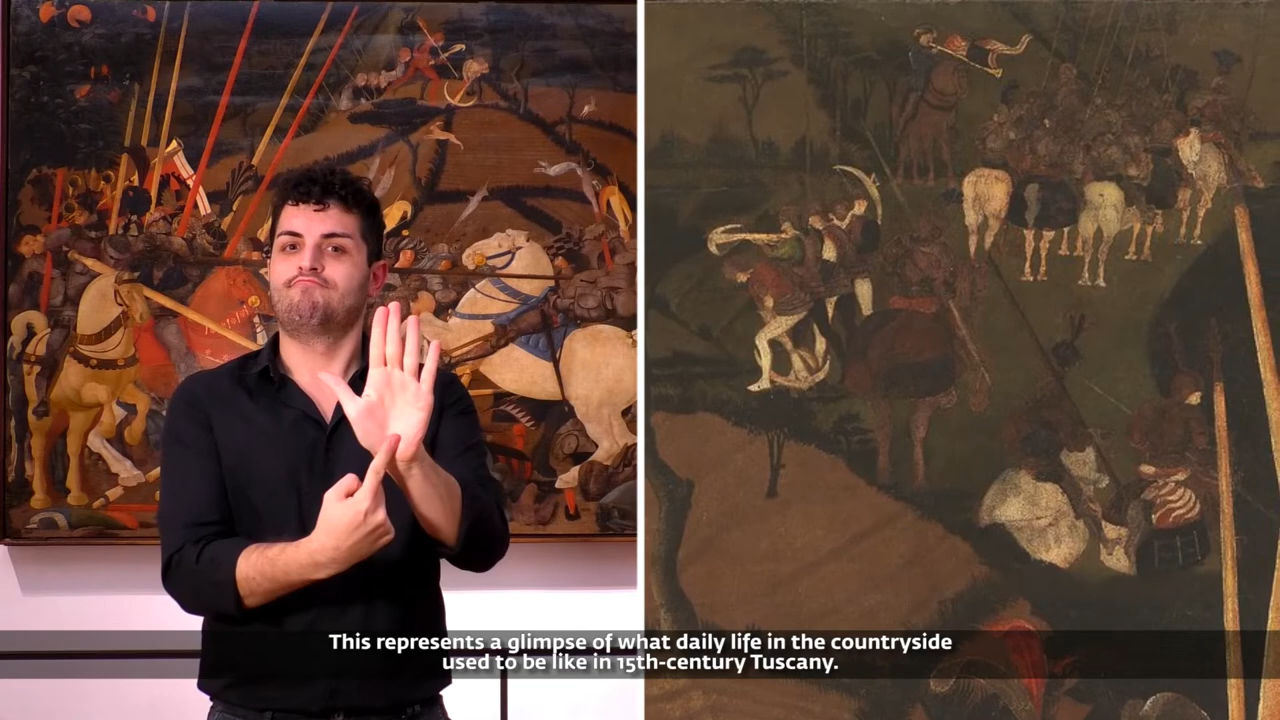 This represents a glimpse of what daily life in the countryside
used to be like in 15th-century Tuscany.